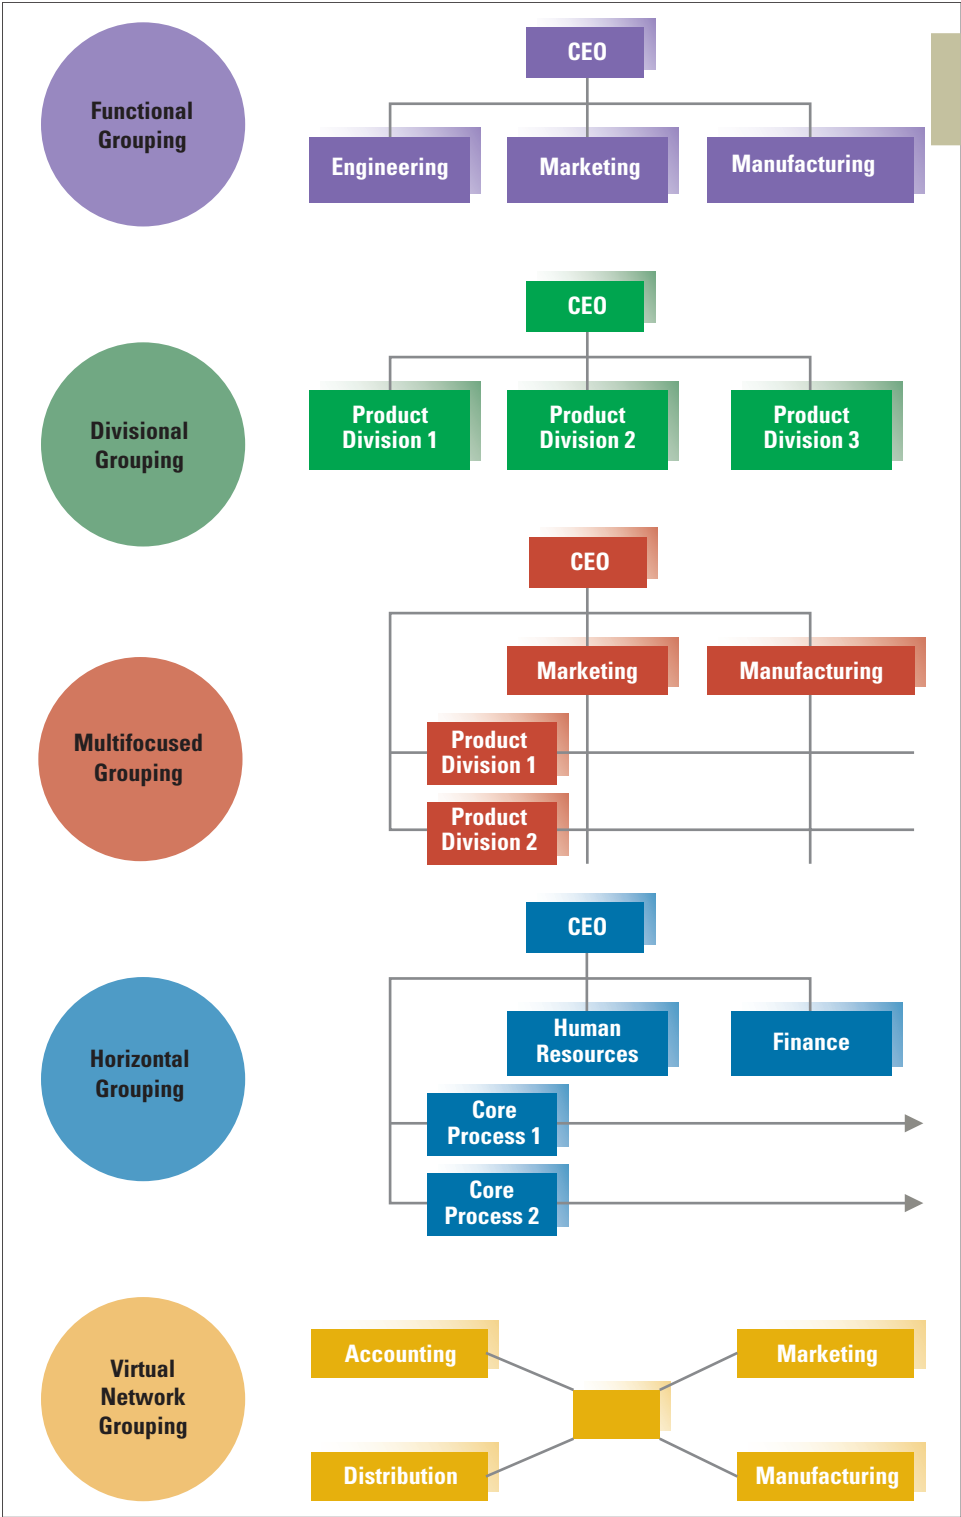 Functional
Grouping
CEO
Engineering
Marketing
Manufacturing
Divisional
Grouping
CEO
Product
Division 1
Product
Division 2
Product
Division 3
Multifocused
Grouping
CEO
Marketing
Manufacturing
Product
Division 1
Product
Division 2
Horizontal
Grouping
CEO
Human
Resources
Finance
Core
Process 1
Core
Process 2
Virtual
Network
Grouping
Accounting
Marketing
Distribution
Manufacturing